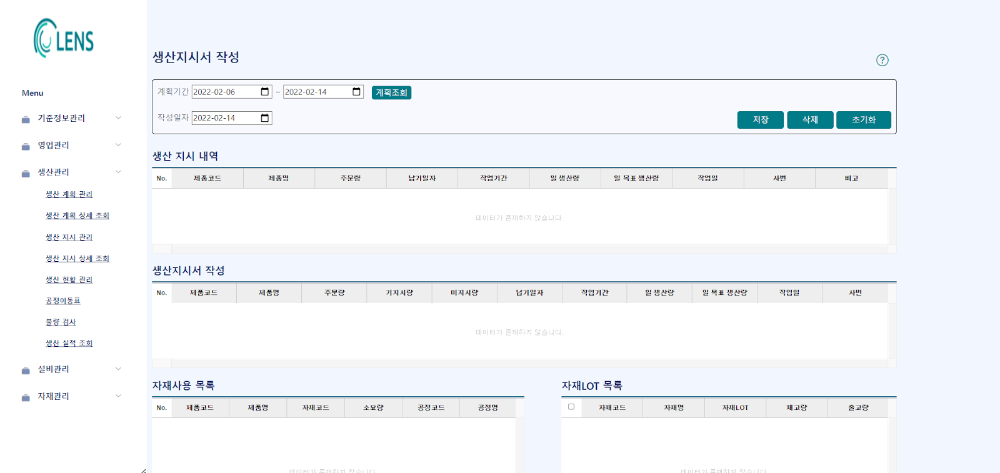 LENS
Menu
기준정보관리
영업관리
생산관리
생산 계획 관리
생산 계획 상세 조회
생산 지시 관리
생산 지시 상세 조회
생산 현황 관리
공정이동표
불량 검사
생산 실적 조회
설비관리
자재관리
생산지시서 작성
?
계획기간 2022-02-06 ~ 2022-02-14 계획조회
작성일자 2022-02-14 저장 삭제 초기화
생산 지시 내역
No. 제품코드 제품명 주문량 납기일자 작업기간 일 생산량 일 목표 생산량 작업일 사번 비고
데이터가 존재하지 않습니다.
생산지시서 작성
No. 제품코드 제품명 주문량 기지시량 미지시량 납기일자 작업기간 일 생산량 일 목표 생산량 작업일 사번
데이터가 존재하지 않습니다.
자재사용 목록
No. 제품코드 제품명 자재코드 소요량 공정코드 공정명
데이터가 존재하지 않습니다.
자재LOT 목록
자재코드 자재명 자재LOT 재고량 출고량
데이터가 존재하지 않습니다.